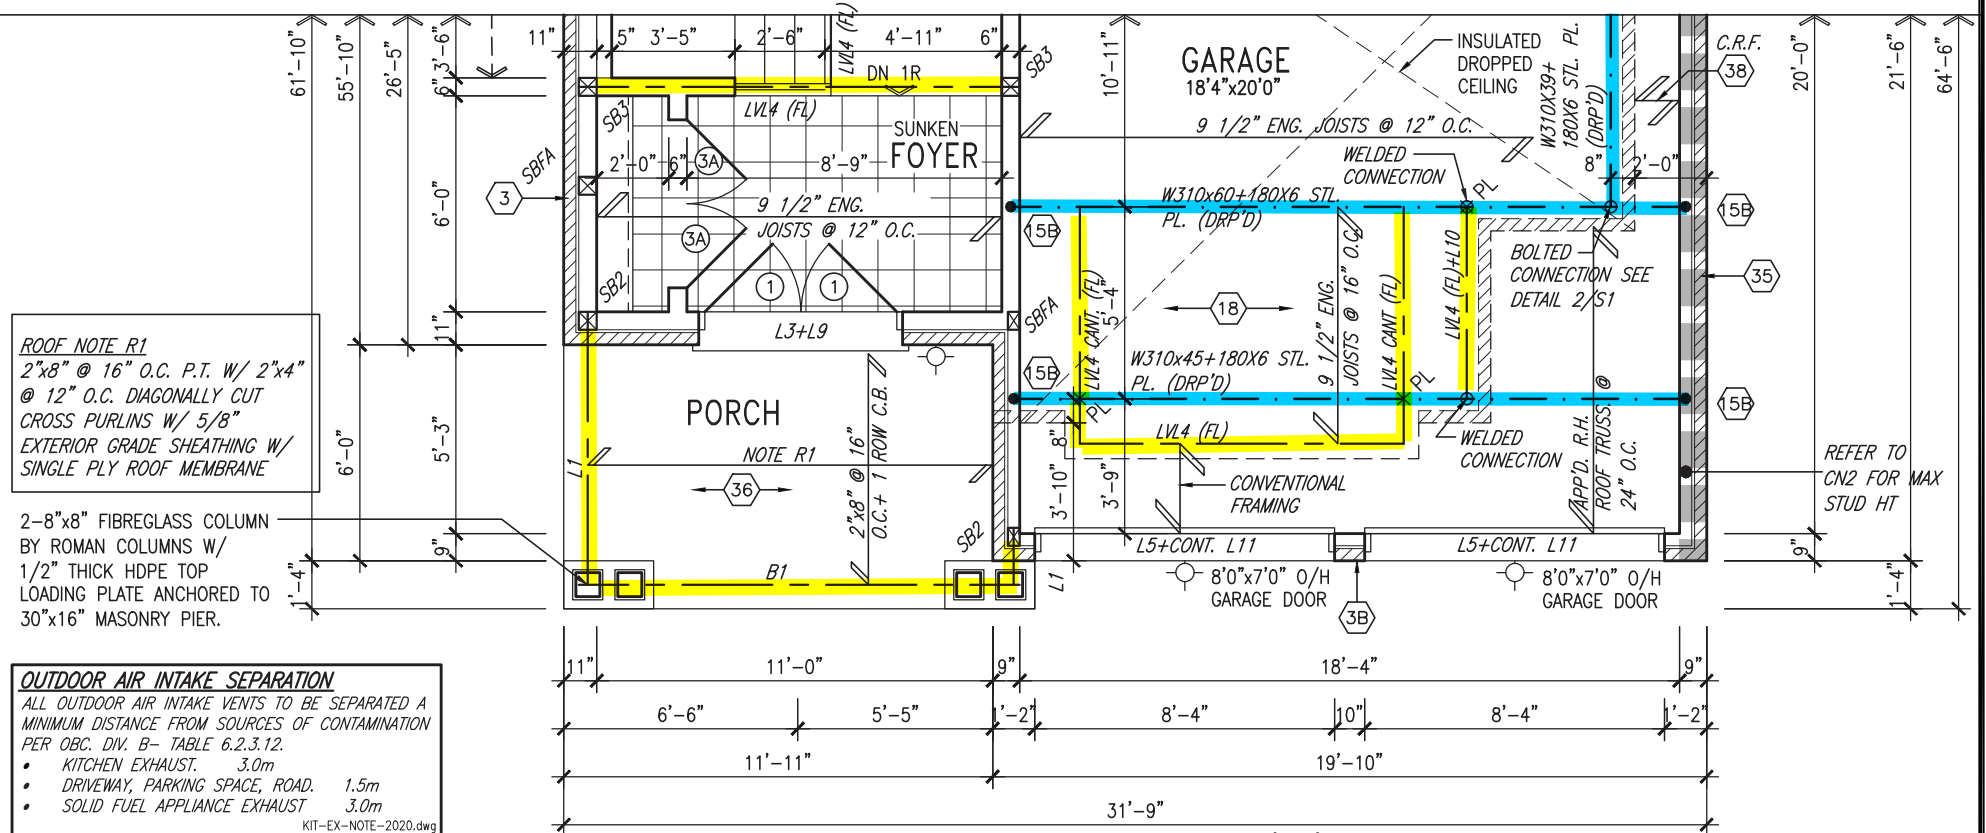 61'-10"
55'-10"
26'-5"
3'-6"
6"
11"
5"
3'-5"
2'-6"
LVL4 (FL)
4'-11"
6"
SB3
10'-11"
GARAGE
18'4"x20'0"
INSULATED
DROPPED
CEILING
W310X39+
180X6 STL. PL.
(DRP'D)
C.R.F.
38
20'-0"
21'-6"
64'-6"
DN 1R
LVL4 (FL)
SB3
SUNKEN
FOYER
9 1/2" ENG. JOISTS @ 12" O.C.
WELDED
CONNECTION
8"
2'-0"
3
SBFA
2'-0"
6"
3A
8'-9"
6'-0"
9 1/2" ENG.
JOISTS @ 12" O.C.
3A
SB2
1
1
L3+L9
11"
W310x60+180X6 STL.
PL. (DRP'D)
PL
15B
15B
BOLTED
CONNECTION SEE
DETAIL 2/S1
35
LVL4 CANT. (FL)
5'-4"
18
9 1/2" ENG.
JOISTS @ 16" O.C.
LVL4 CANT (FL)
LVL4 (FL)+L10
SBFA
15B
W310x45+180X6 STL.
PL. (DRP'D)
PL
PL
15B
ROOF NOTE R1
2"x8" @ 16" O.C. P.T. W/ 2"x4"
@ 12" O.C. DIAGONALLY CUT
CROSS PURLINS W/ 5/8"
EXTERIOR GRADE SHEATHING W/
SINGLE PLY ROOF MEMBRANE
6'-0"
5'-3"
L1
PORCH
NOTE R1
36
2"x8" @ 16"
O.C.+ 1 ROW C.B.
8"
LVL4 (FL)
3'-10"
3'-9"
CONVENTIONAL
FRAMING
WELDED
CONNECTION
APP'D. R.H.
ROOF TRUSS. @
24" O.C.
REFER TO
CN2 FOR MAX
STUD HT
2-8"x8" FIBREGLASS COLUMN
BY ROMAN COLUMNS W/
1/2" THICK HDPE TOP
LOADING PLATE ANCHORED TO
30"x16" MASONRY PIER.
9"
1'-4"
SB2
B1
L1
L5+CONT. L11
L5+CONT. L11
8'0"x7'0" O/H
GARAGE DOOR
3B
8'0"x7'0" O/H
GARAGE DOOR
9"
1'-4"
OUTDOOR AIR INTAKE SEPARATION
ALL OUTDOOR AIR INTAKE VENTS TO BE SEPARATED A
MINIMUM DISTANCE FROM SOURCES OF CONTAMINATION
PER OBC. DIV. B- TABLE 6.2.3.12.
• KITCHEN EXHAUST. 3.0m
• DRIVEWAY, PARKING SPACE, ROAD. 1.5m
• SOLID FUEL APPLIANCE EXHAUST 3.0m
KIT-EX-NOTE-2020.dwg
11"
11'-0"
9"
18'-4"
9"
6'-6"
5'-5"
1'-2"
8'-4"
10"
8'-4"
1'-2"
11'-11"
19'-10"
31'-9"